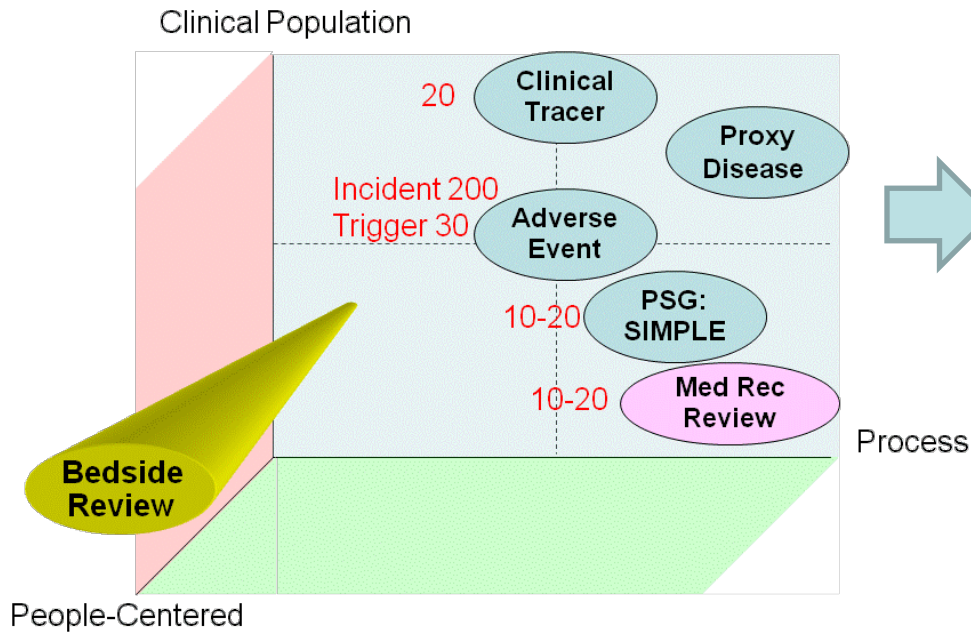 Clinical Population
20
Clinical
Tracer
Proxy
Disease
Incident 200
Trigger 30
Adverse
Event
10-20
PSG:
SIMPLE
10-20
Med Rec
Review
Process
Bedside
Review
People-Centered